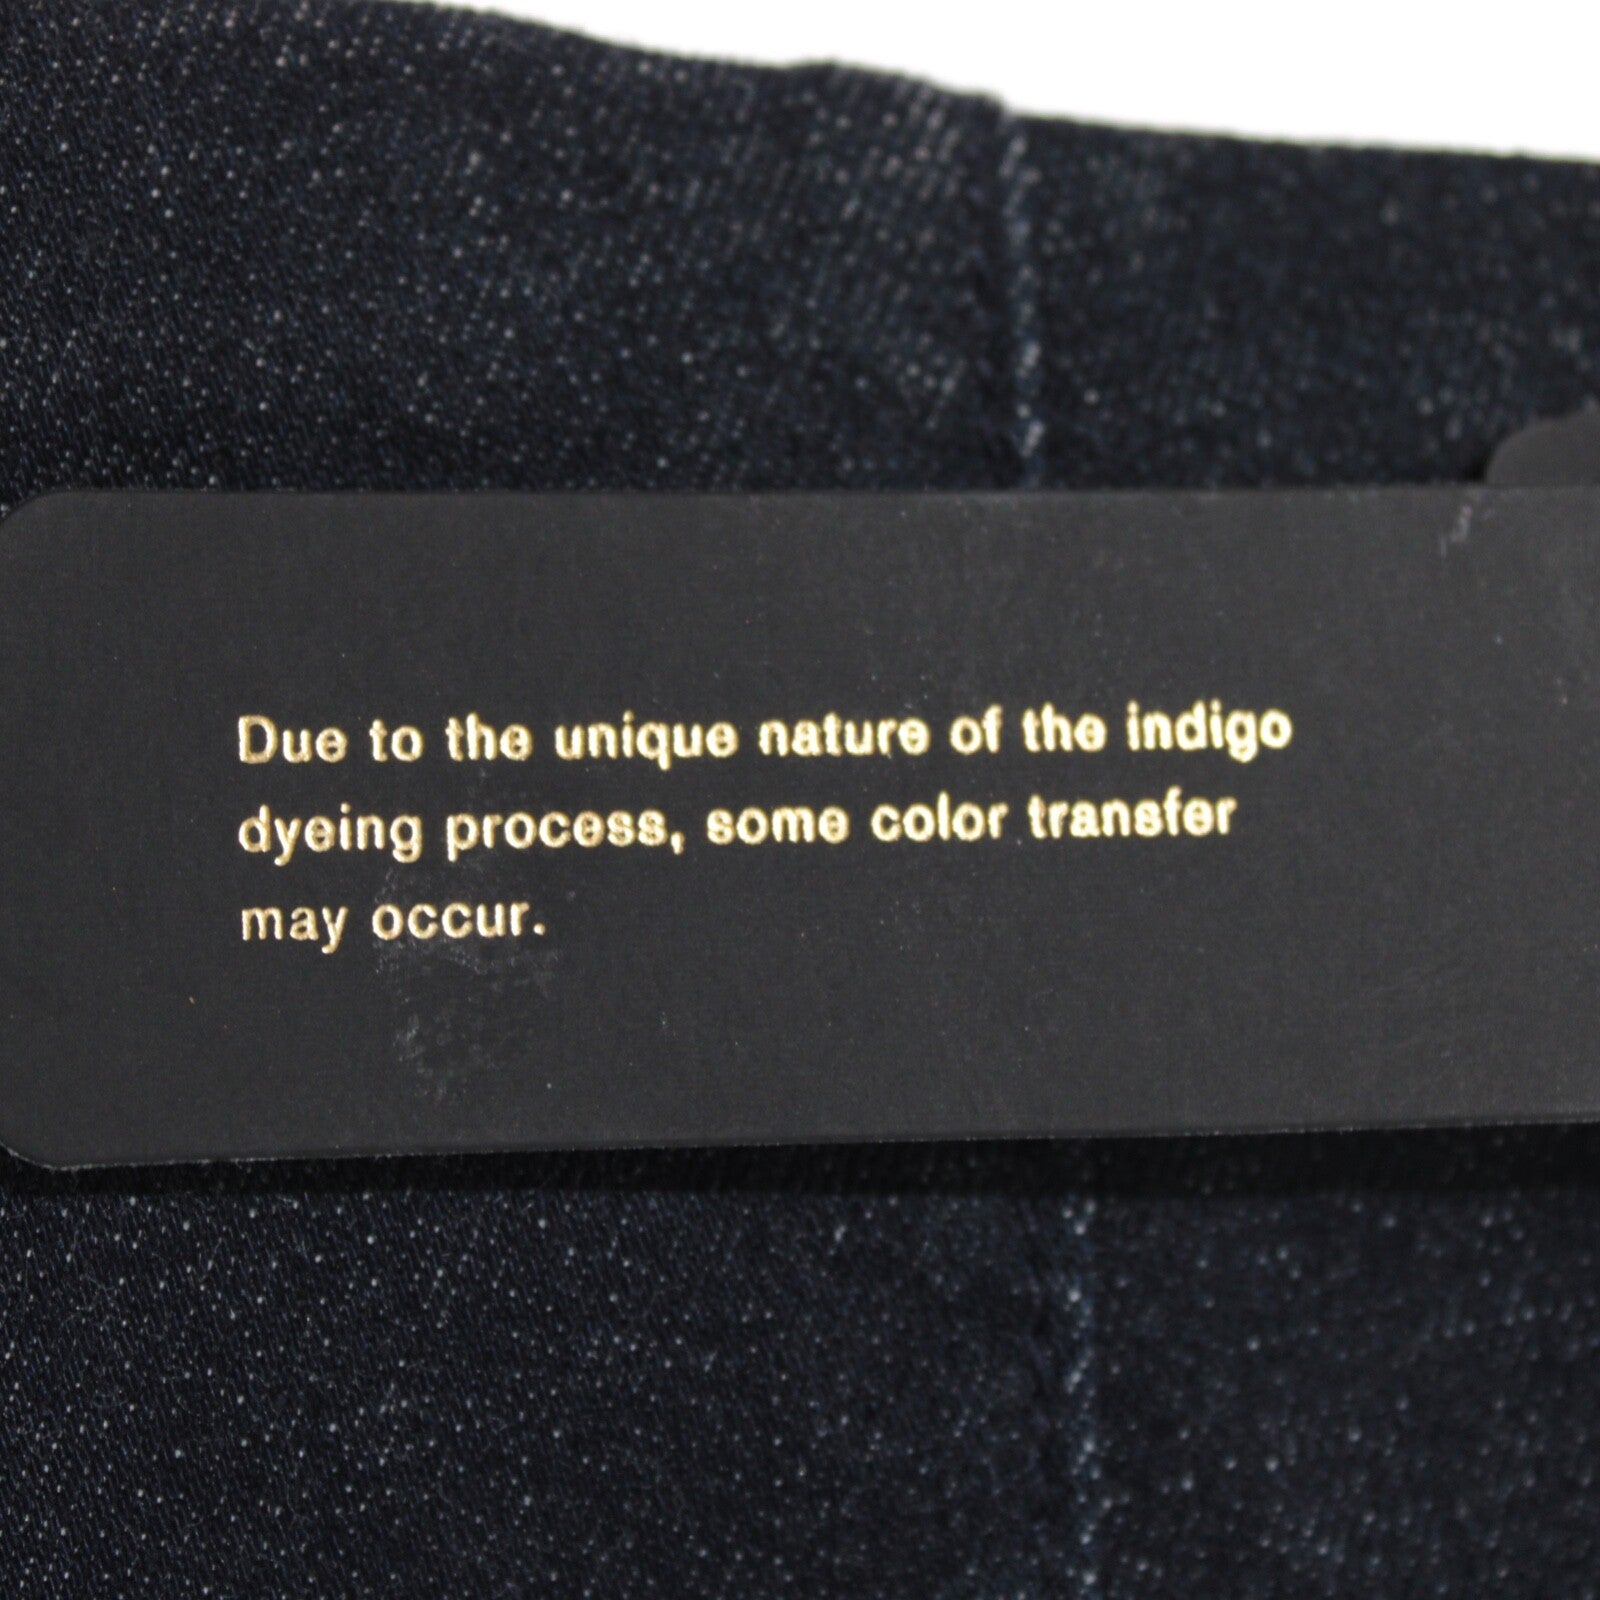 Due to the unique nature of the indigo
dyeing process, some color transfer
may occur.